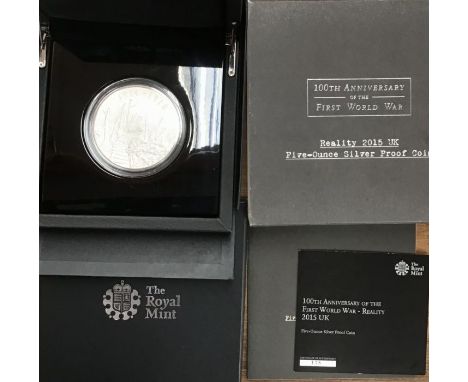 100TH ANNIVERSARY
OF THE
FIRST WORLD WAR
Reality 2015 UK
Five-Ounce Silver Proof Coin
The
Royal
Mint
The
Royal
Mint
100TH ANNIVERSARY OF THE
FIRST WORLD WAR - REALITY
2015 UK
Five-Ounce Silver Proof Coin
Fi